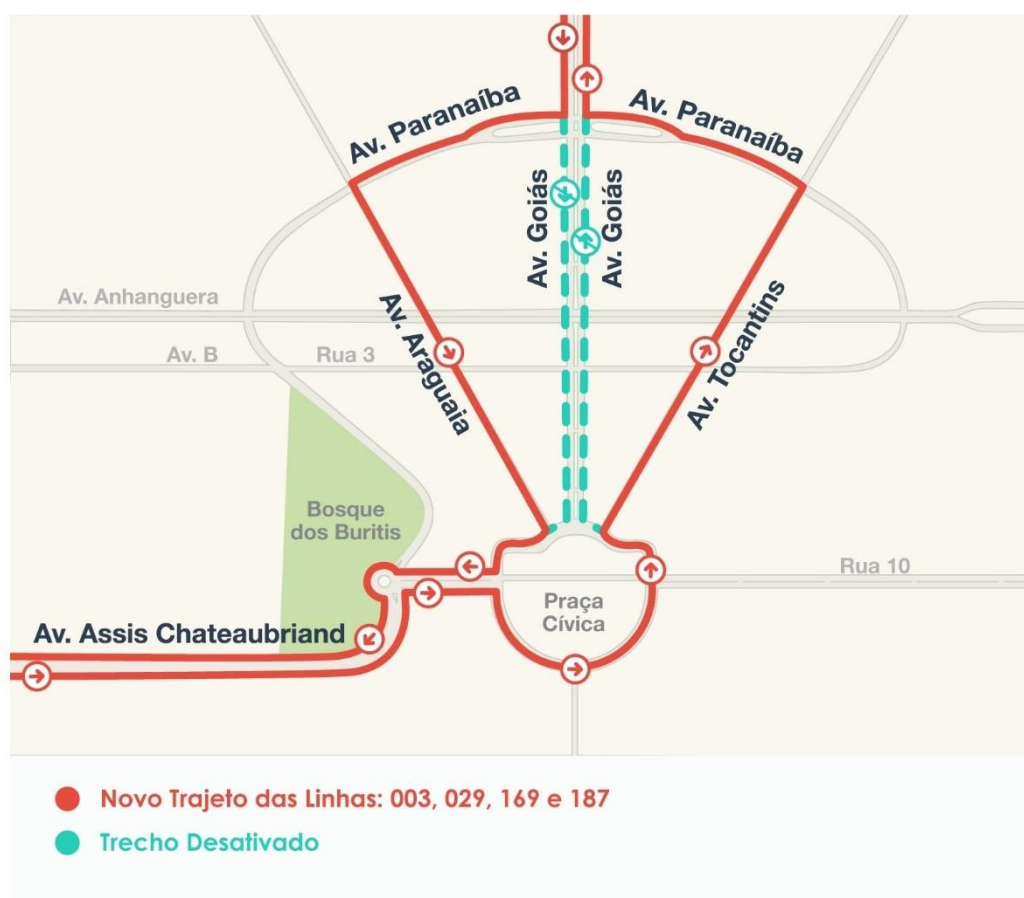 Av. Paranaíba
Av. Paranaíba
Av. Goiás
Av. Goiás
Av. Anhanguera
Av. Araguaia
Av. Tocantins
Av. B
Rua 3
Bosque
dos Buritis
Rua 10
Praça
Cívica
Av. Assis Chateaubriand
Novo Trajeto das Linhas: 003, 029, 169 e 187
Trecho Desativado